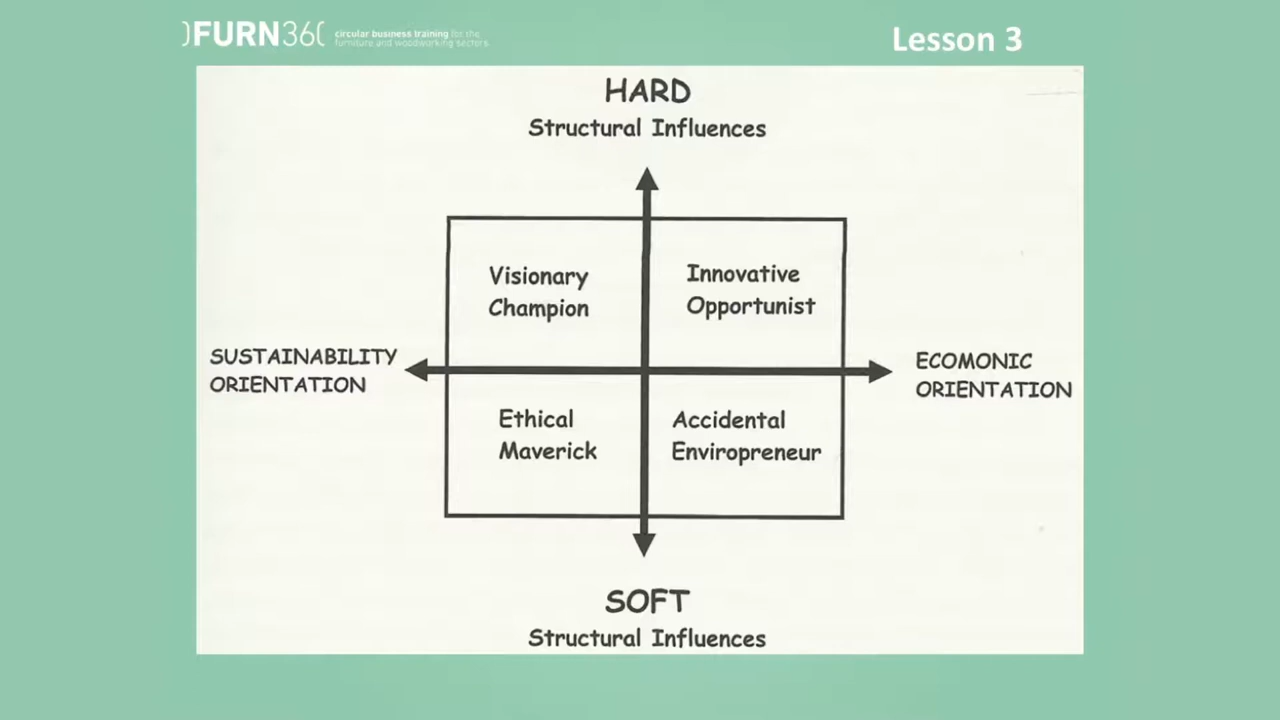 FURN360
circular business training for the
furniture and woodworking sectors
Lesson 3
HARD
Structural Influences
Visionary
Champion
Innovative
Opportunist
SUSTAINABILITY
ORIENTATION
ECOMONIC
ORIENTATION
Ethical
Maverick
Accidental
Enviropreneur
SOFT
Structural Influences